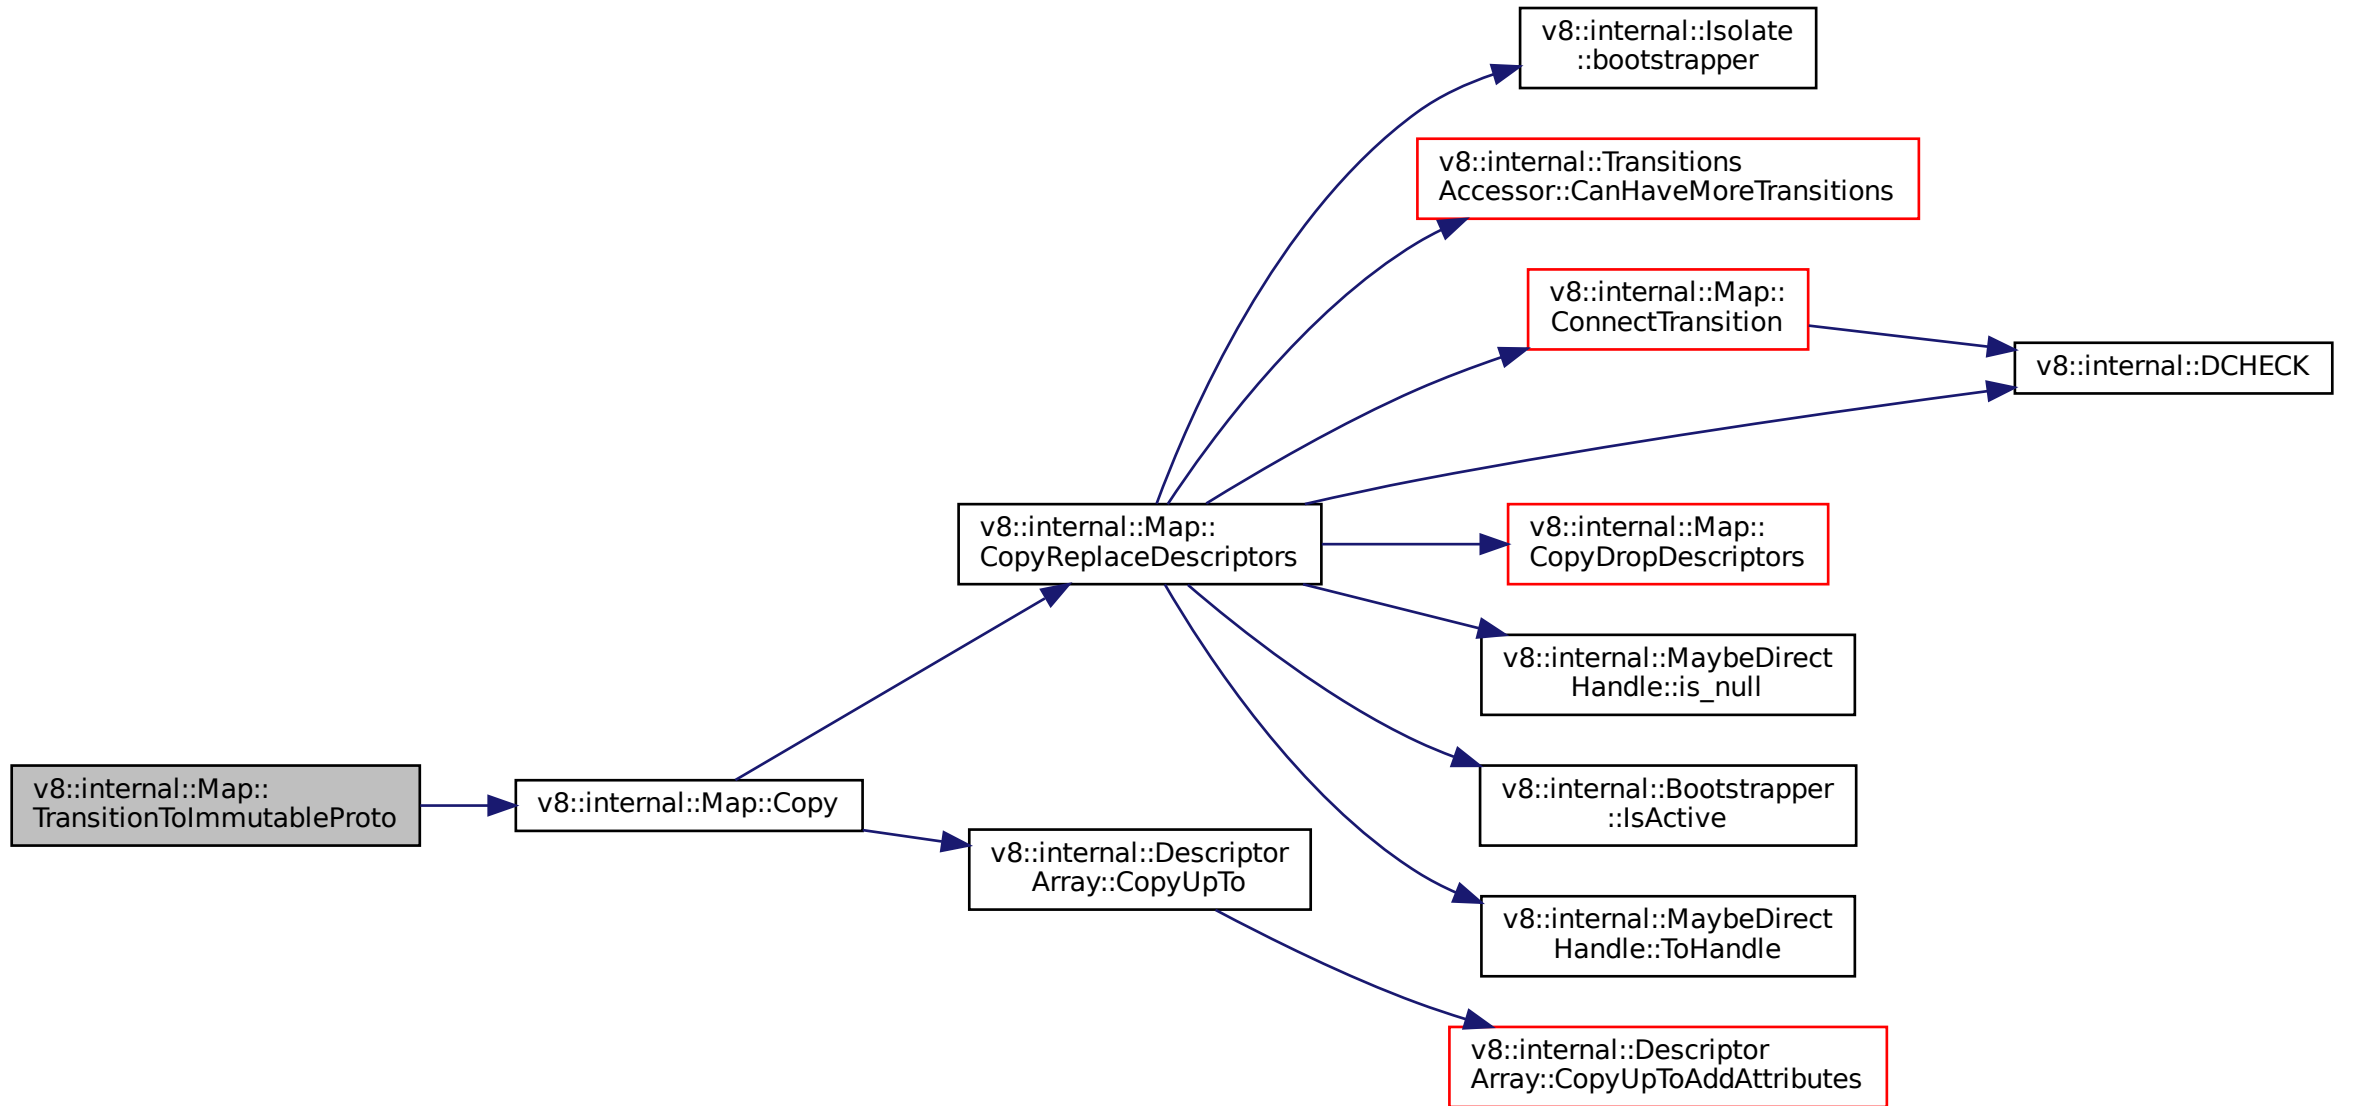 v8::internal::Isolate
::bootstrapper
v8::internal::Transitions
Accessor::CanHaveMoreTransitions
v8::internal::Map::
ConnectTransition
v8::internal::DCHECK
v8::internal::Map::
CopyReplaceDescriptors
v8::internal::Map::
CopyDropDescriptors
v8::internal::MaybeDirect
Handle::is_null
v8::internal::Map::
TransitionToImmutableProto
v8::internal::Map::Copy
v8::internal::Bootstrapper
::IsActive
v8::internal::Descriptor
Array::CopyUpTo
v8::internal::MaybeDirect
Handle::ToHandle
v8::internal::Descriptor
Array::CopyUpToAddAttributes